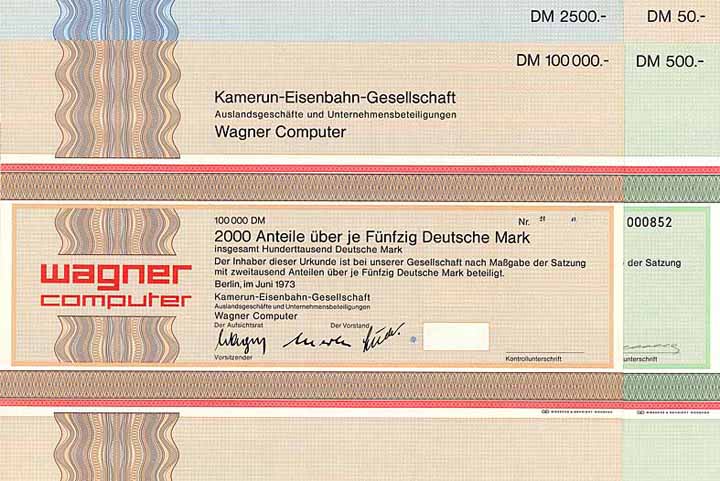 DM 2500.-
DM 50.-
DM 100 000.-
DM 500.-
Kamerun-Eisenbahn-Gesellschaft
Auslandsgeschäfte und Unternehmensbeteiligungen
Wagner Computer
100 000 DM
Nr.
000852
2000 Anteile über je Fünfzig Deutsche Mark
insgesamt Hunderttausend Deutsche Mark
Der Inhaber dieser Urkunde ist bei unserer Gesellschaft nach Maßgabe der Satzung
der Satzung
mit zweitausend Anteilen über je Fünfzig Deutsche Mark beteiligt.
Berlin, im Juni 1973
wagner
computer
Kamerun-Eisenbahn-Gesellschaft
Auslandsgeschäfte und Unternehmensbeteiligungen
Wagner Computer
Der Aufsichtsrat
Der Vorstand
Vorsitzender
Kontrollunterschrift
unterschrift